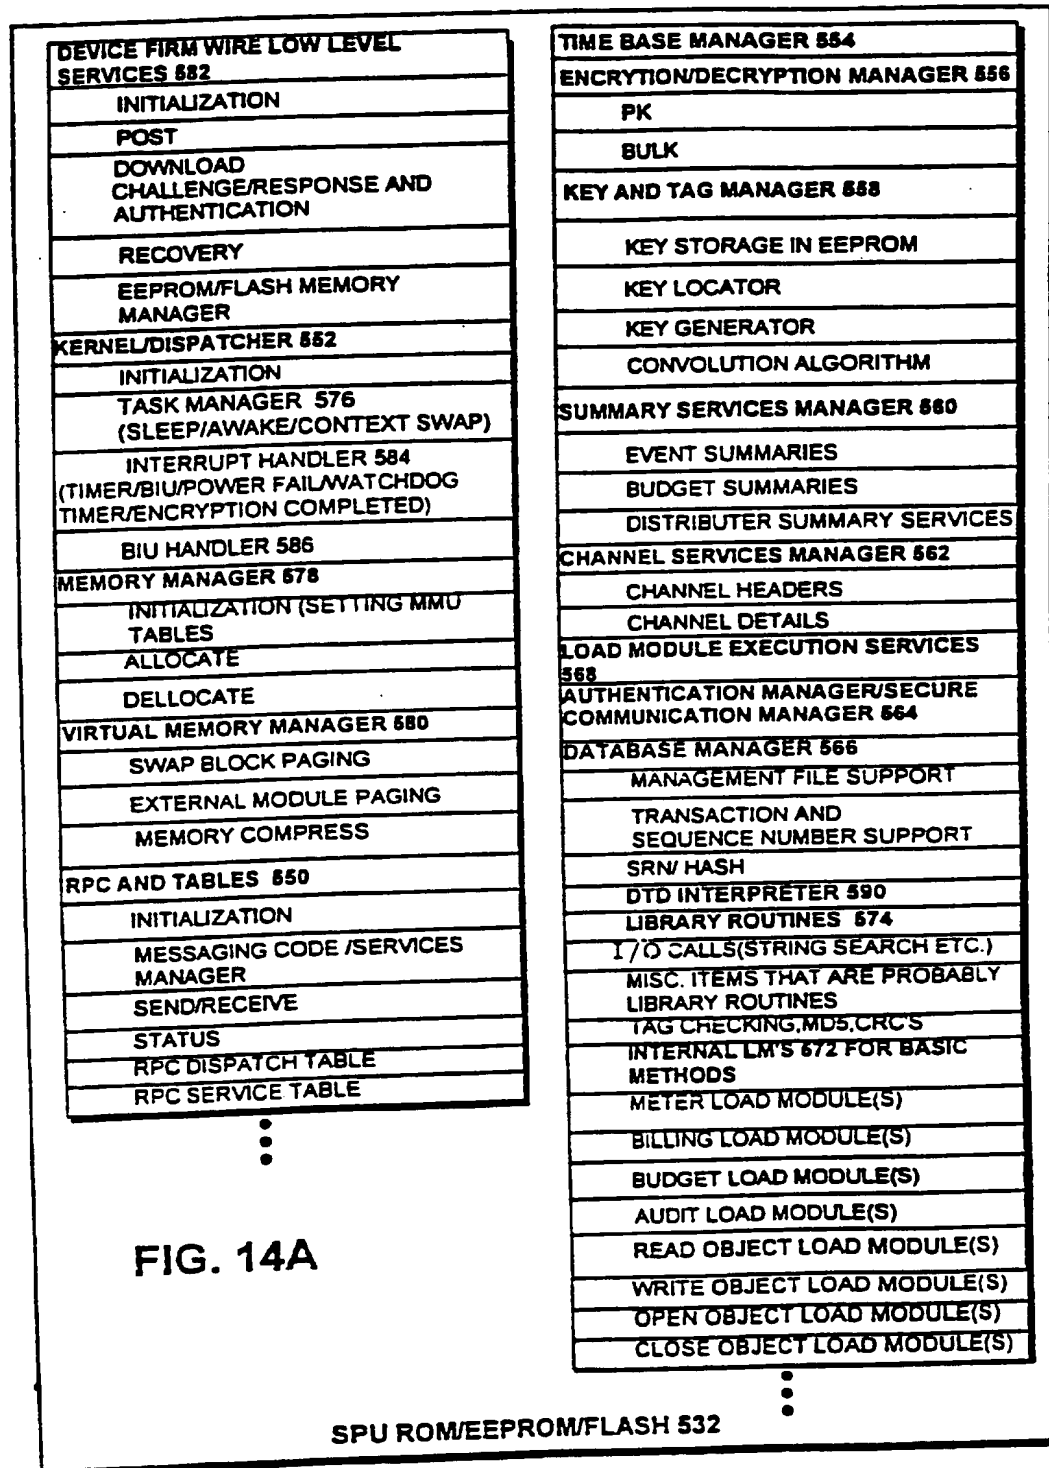 DEVICE FIRM WIRE LOW LEVEL
SERVICES 582
INITIALIZATION
POST
DOWNLOAD
CHALLENGE/RESPONSE AND
AUTHENTICATION
RECOVERY
EEPROM/FLASH MEMORY
MANAGER
KERNEL/DISPATCHER 552
INITIALIZATION
TASK MANAGER 576
(SLEEP/AWAKE/CONTEXT SWAP)
INTERRUPT HANDLER 584
(TIMER/BIU/POWER FAIL/WATCHDOG
TIMER/ENCRYPTION COMPLETED)
BIU HANDLER 586
MEMORY MANAGER 578
INITIALIZATION (SETTING MMU
TABLES
ALLOCATE
DELLOCATE
VIRTUAL MEMORY MANAGER 580
SWAP BLOCK PAGING
EXTERNAL MODULE PAGING
MEMORY COMPRESS
RPC AND TABLES 550
INITIALIZATION
MESSAGING CODE /SERVICES
MANAGER
SEND/RECEIVE
STATUS
RPC DISPATCH TABLE
RPC SERVICE TABLE
TIME BASE MANAGER 554
ENCRYTION/DECRYPTION MANAGER 556
PK
BULK
KEY AND TAG MANAGER 558
KEY STORAGE IN EEPROM
KEY LOCATOR
KEY GENERATOR
CONVOLUTION ALGORITHM
SUMMARY SERVICES MANAGER 560
EVENT SUMMARIES
BUDGET SUMMARIES
DISTRIBUTER SUMMARY SERVICES
CHANNEL SERVICES MANAGER 562
CHANNEL HEADERS
CHANNEL DETAILS
LOAD MODULE EXECUTION SERVICES
568
AUTHENTICATION MANAGER/SECURE
COMMUNICATION MANAGER 564
DATABASE MANAGER 566
MANAGEMENT FILE SUPPORT
TRANSACTION AND
SEQUENCE NUMBER SUPPORT
SRN/ HASH
DTD INTERPRETER 590
LIBRARY ROUTINES 574
I/O CALLS(STRING SEARCH ETC.)
MISC. ITEMS THAT ARE PROBABLY
LIBRARY ROUTINES
TAG CHECKING,MD5,CRC'S
INTERNAL LM'S 572 FOR BASIC
METHODS
METER LOAD MODULE(S)
BILLING LOAD MODULE(S)
BUDGET LOAD MODULE(S)
AUDIT LOAD MODULE(S)
READ OBJECT LOAD MODULE(S)
WRITE OBJECT LOAD MODULE(S)
OPEN OBJECT LOAD MODULE(S)
CLOSE OBJECT LOAD MODULE(S)
FIG. 14A
SPU ROM/EEPROM/FLASH 532